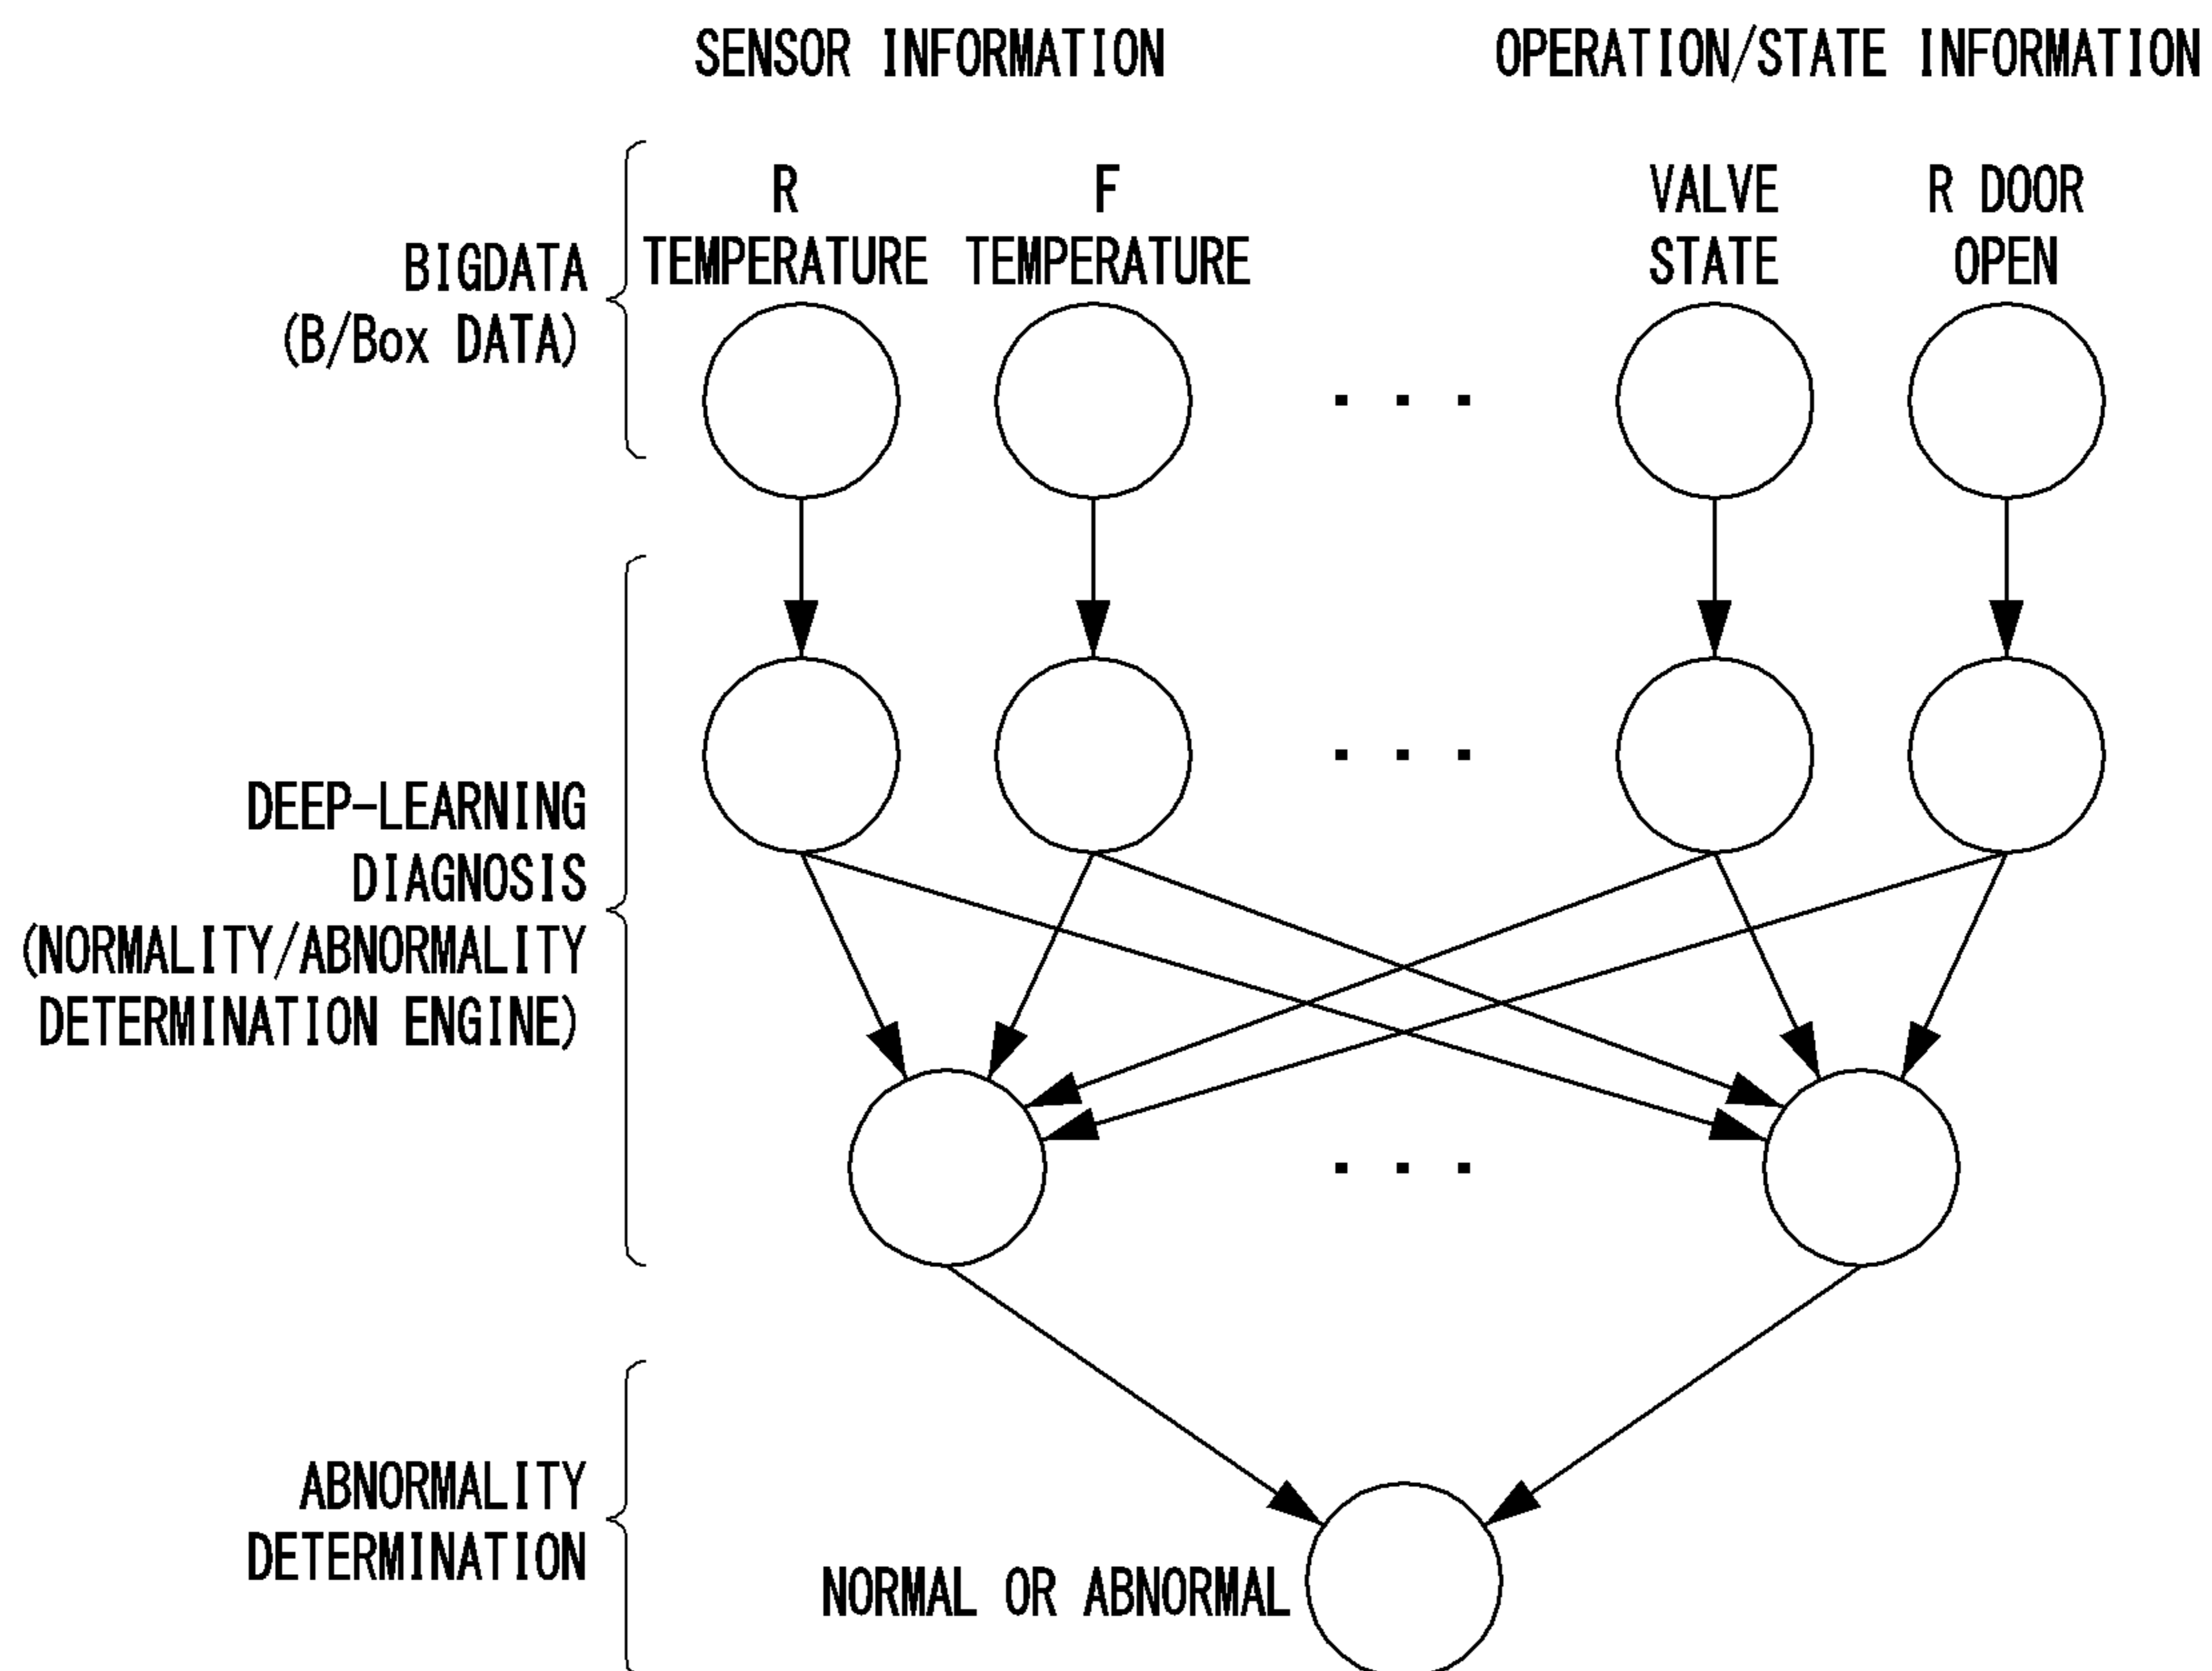 SENSOR INFORMATION
OPERATION/STATE INFORMATION
BIGDATA
(B/Box DATA)
R
TEMPERATURE
F
TEMPERATURE
VALVE
STATE
R DOOR
OPEN
DEEP-LEARNING
DIAGNOSIS
(NORMALITY/ABNORMALITY
DETERMINATION ENGINE)
ABNORMALITY
DETERMINATION
NORMAL OR ABNORMAL